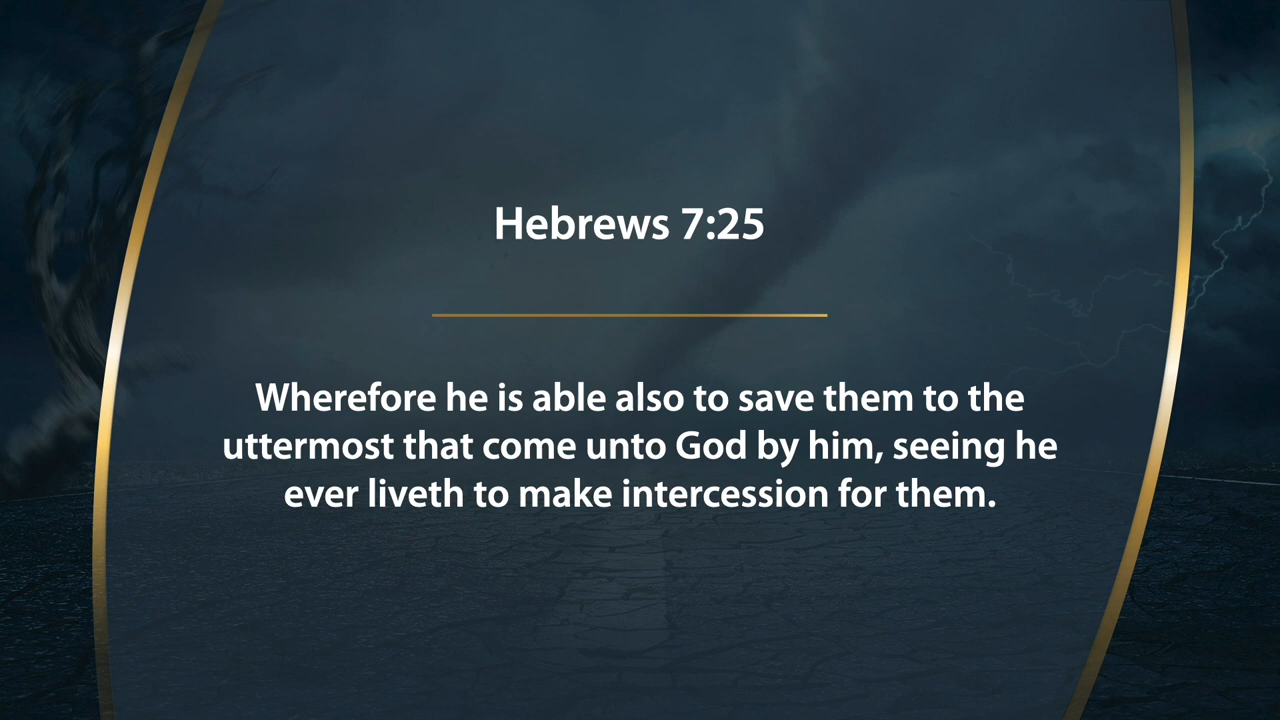 Hebrews 7:25
Wherefore he is able also to save them to the
uttermost that come unto God by him, seeing he
ever liveth to make intercession for them.